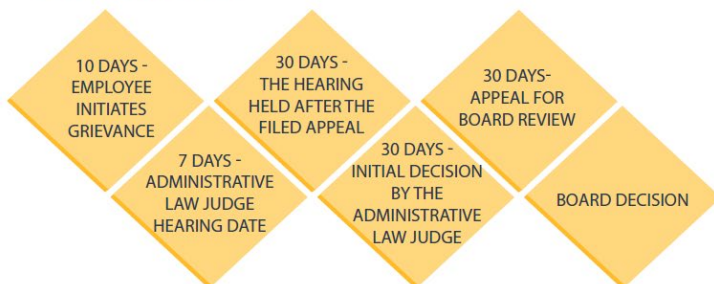 10 DAYS -
EMPLOYEE
INITIATES
GRIEVANCE
7 DAYS -
ADMINISTRATIVE
LAW JUDGE
HEARING DATE
30 DAYS -
THE HEARING
HELD AFTER THE
FILED APPEAL
30 DAYS -
INITIAL DECISION
BY THE
ADMINISTRATIVE
LAW JUDGE
30 DAYS-
APPEAL FOR
BOARD REVIEW
BOARD DECISION